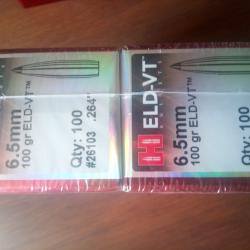 6.5mm
100 gr ELD-VT™
Qty: 100
#26103 .264"
H ELD-VT™
6.5mm
100 gr ELD-VT™
Qty: 100